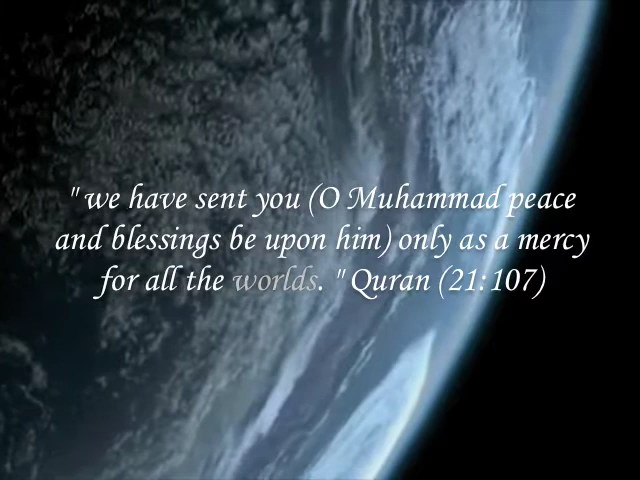 " we have sent you (O Muhammad peace
and blessings be upon him) only as a mercy
for all the worlds. " Quran (21:107)